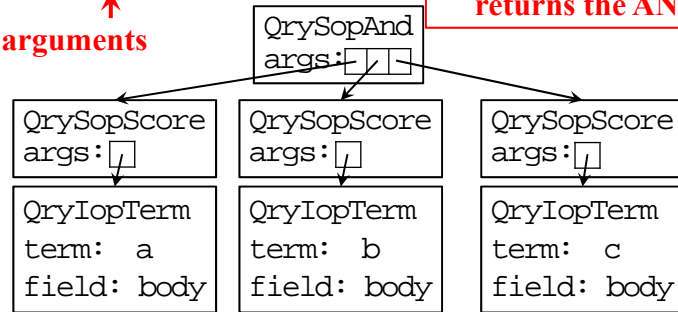 returns the AN
arguments
QrySopAnd
args:
QrySopScore
args:
QrySopScore
args:
QrySopScore
args:
QryIopTerm
term: a
field: body
QryIopTerm
term: b
field: body
QryIopTerm
term: c
field: body